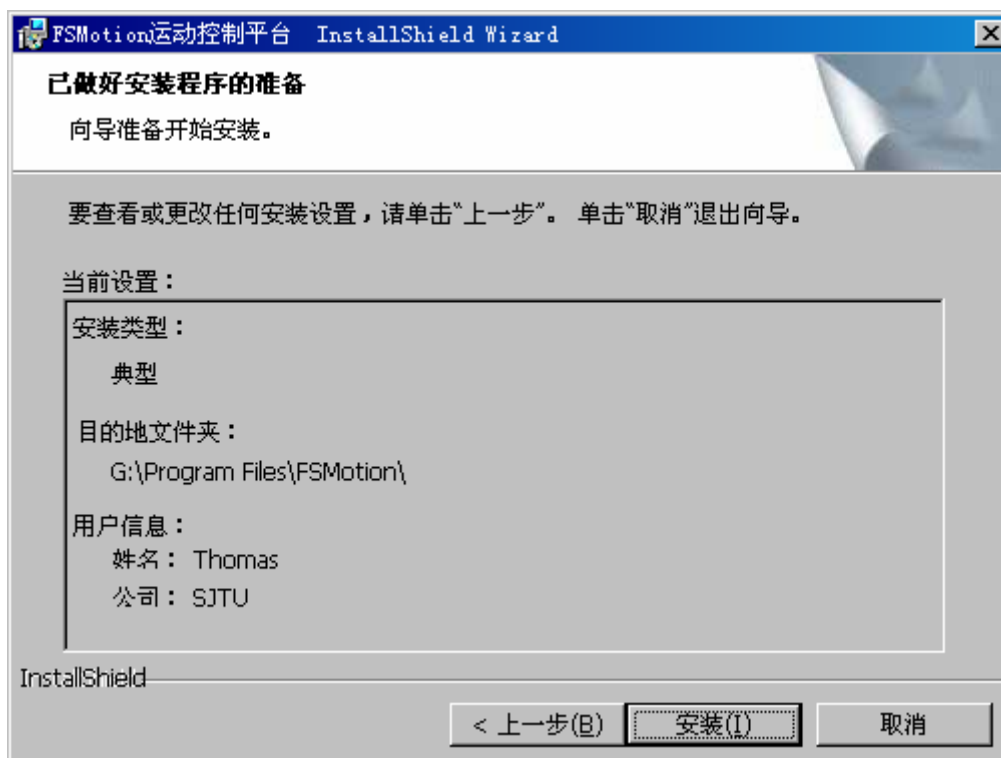 FSMotion运动控制平台 InstallShield Wizard
已做好安装程序的准备
向导准备开始安装。
要查看或更改任何安装设置，请单击“上一步”。 单击“取消”退出向导。
当前设置：
安装类型：
典型
目的地文件夹：
G:\Program Files\FSMotion\
用户信息：
姓名： Thomas
公司： SJTU
InstallShield
< 上一步(B) 安装(I) 取消